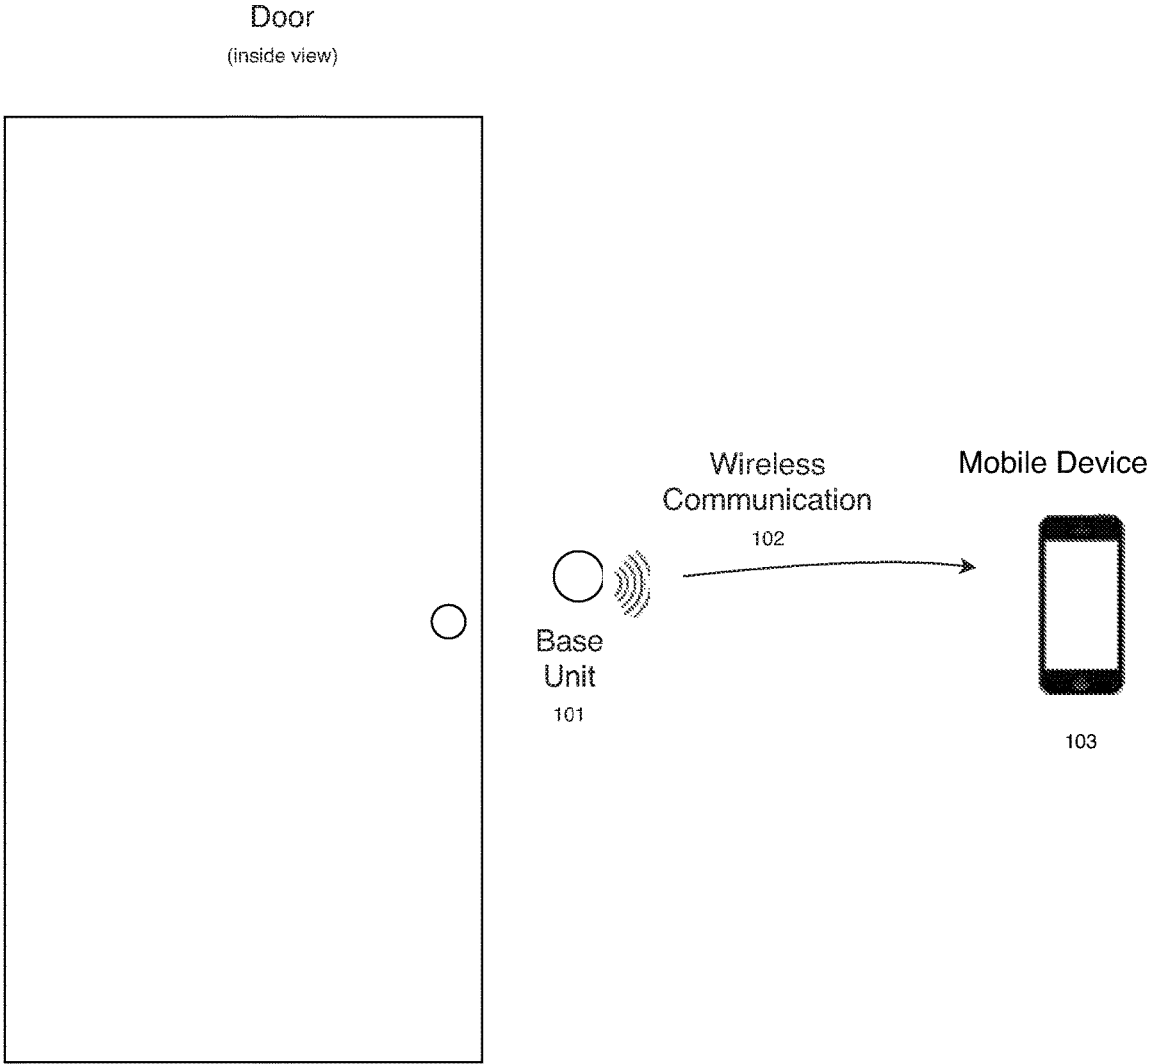 Door
(inside view)
Wireless
Communication
102
Mobile Device
Base
Unit
101
103